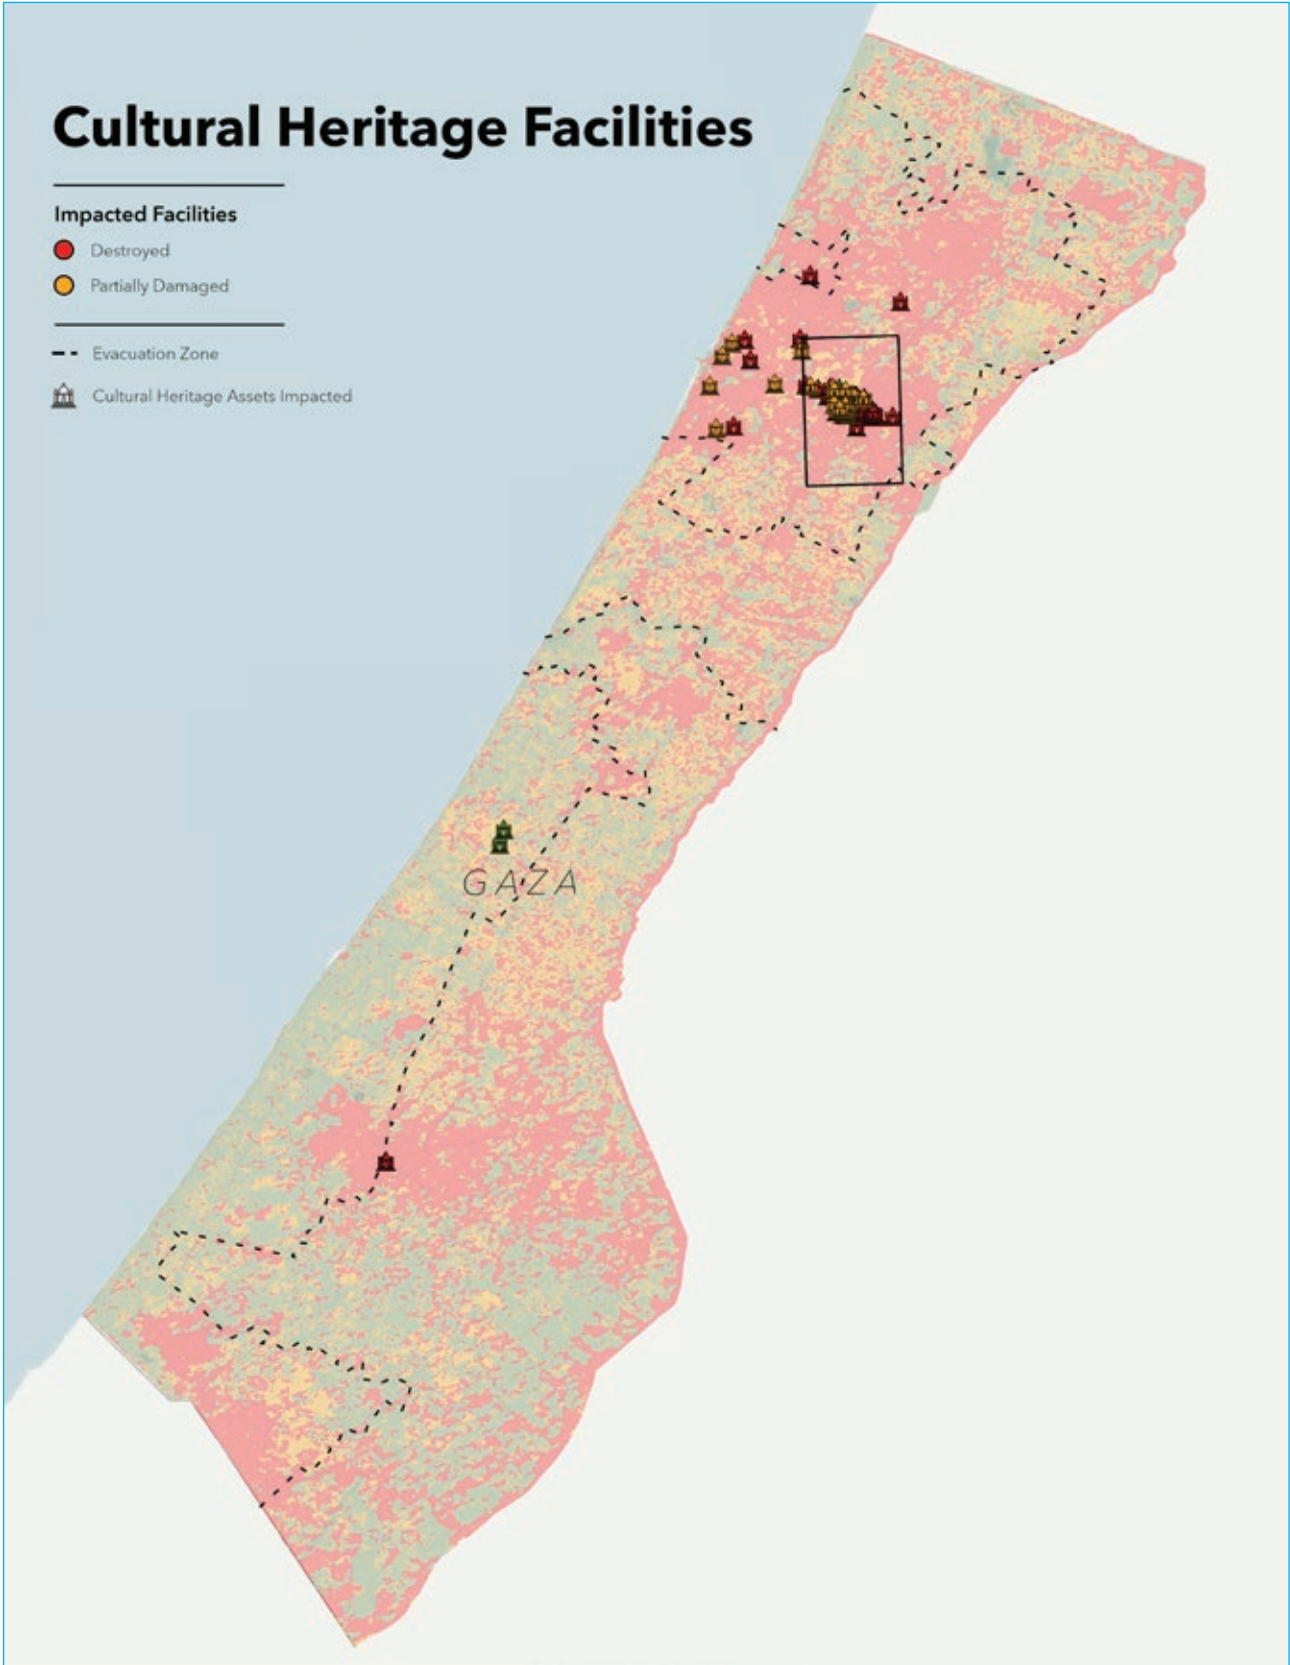 Cultural Heritage Facilities
Impacted Facilities
Destroyed
Partially Damaged
Evacuation Zone
Cultural Heritage Assets Impacted
GAZA